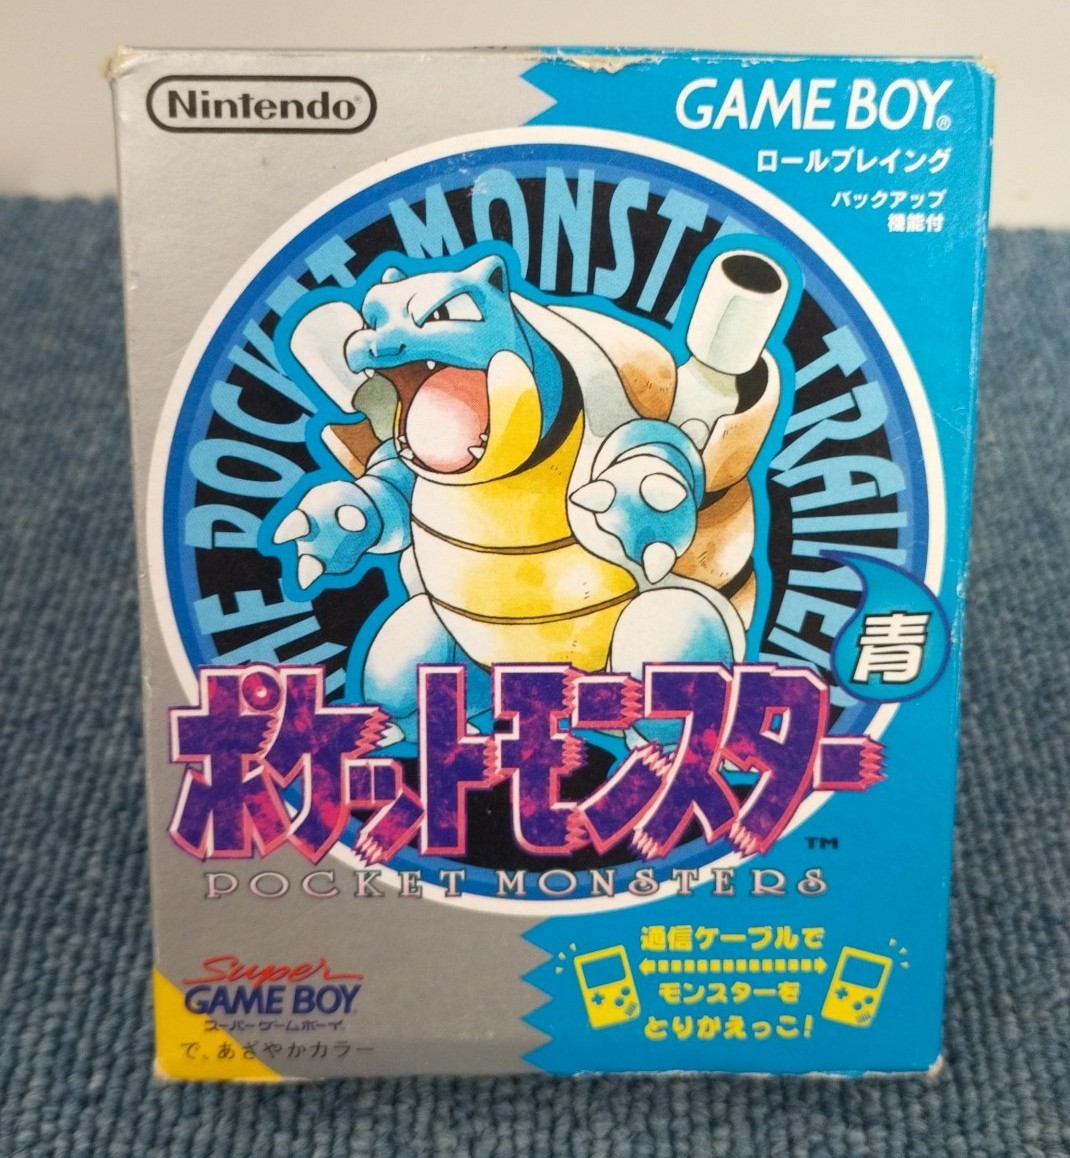 Nintendo®
GAME BOY®
ロールプレイング
バックアップ
機能付
THE POCKET MONSTER TRAINER
青
ポケットモンスター
TM
POCKET MONSTERS
通信ケーブルで
モンスターを
とりかえっこ!
Super
GAME BOY
スーパーゲームボーイ
で、あざやかカラー